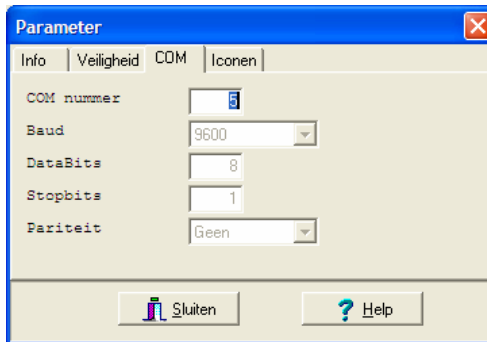 Parameter
Info Veiligheid COM Iconen
COM nummer 5
Baud 9600
DataBits 8
Stopbits 1
Pariteit Geen
Sluiten ? Help